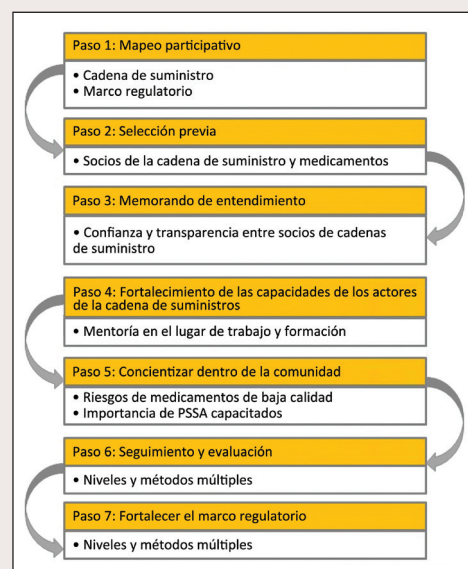 Paso 1: Mapeo participativo
• Cadena de suministro
• Marco regulatorio
Paso 2: Selección previa
• Socios de la cadena de suministro y medicamentos
Paso 3: Memorando de entendimiento
• Confianza y transparencia entre socios de cadenas
de suministro
Paso 4: Fortalecimiento de las capacidades de los actores
de la cadena de suministros
• Mentoría en el lugar de trabajo y formación
Paso 5: Concientizar dentro de la comunidad
• Riesgos de medicamentos de baja calidad
• Importancia de PSSA capacitados
Paso 6: Seguimiento y evaluación
• Niveles y métodos múltiples
Paso 7: Fortalecer el marco regulatorio
• Niveles y métodos múltiples